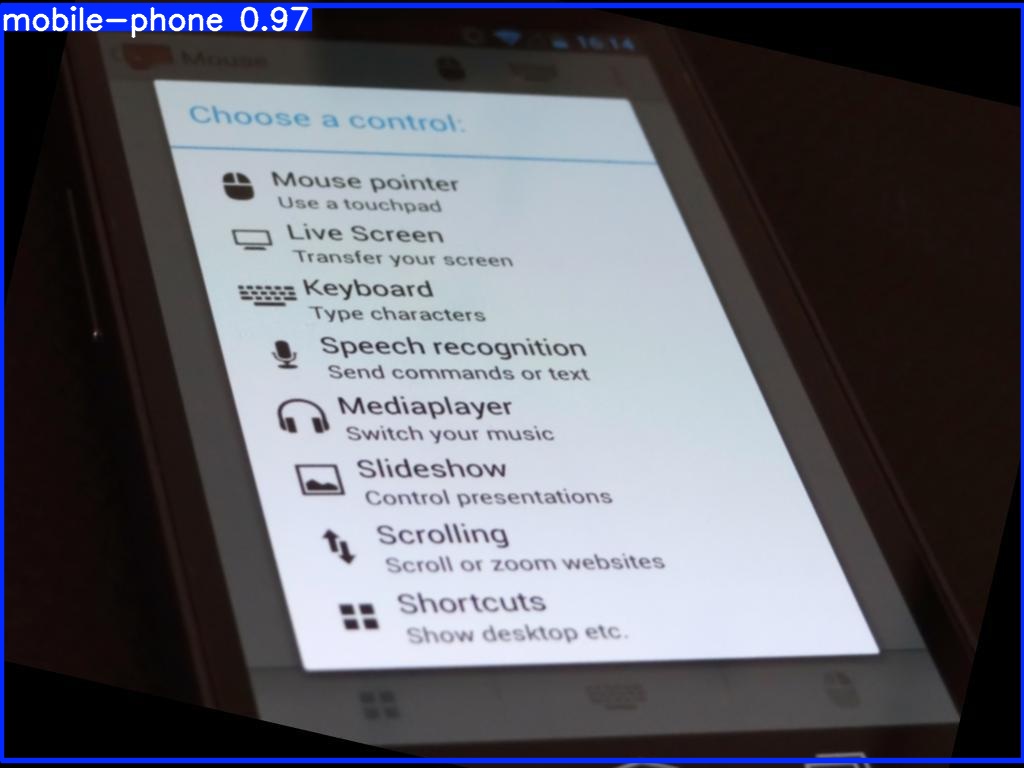 mobile-phone 0.97
16:14
Mouse
Choose a control:
Mouse pointer
Use a touchpad
Live Screen
Transfer your screen
Keyboard
Type characters
Speech recognition
Send commands or text
Mediaplayer
Switch your music
Slideshow
Control presentations
Scrolling
Scroll or zoom websites
Shortcuts
Show desktop etc.